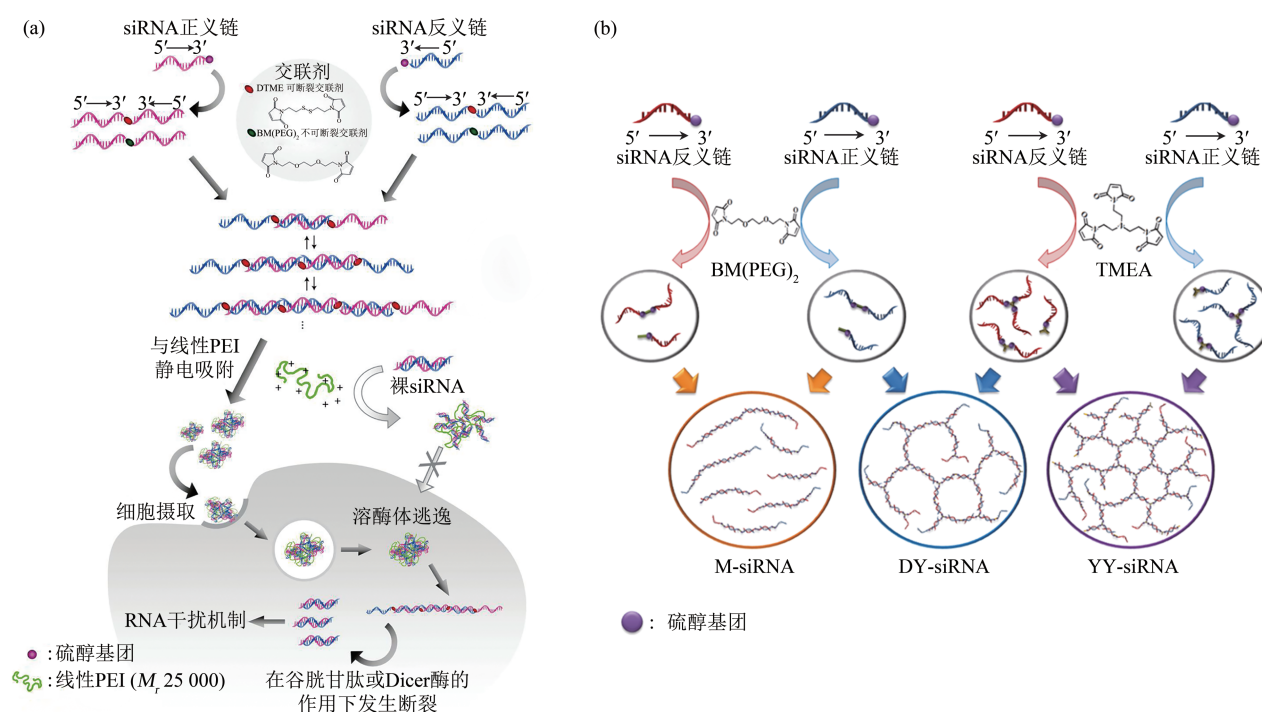 (a)
siRNA正义链
5′→3′
siRNA反义链
3′←5′
交联剂
DTME 可断裂交联剂
BM(PEG)₂ 不可断裂交联剂
5′→3′ 3′←5′
5′→3′ 3′←5′
O
O
N
S
S
N
O
O
O
O
N
O
O
N
O
O
与线性PEI
静电吸附
裸siRNA
细胞摄取
溶酶体逃逸
RNA干扰机制
在谷胱甘肽或Dicer酶的
作用下发生断裂
:硫醇基团
:线性PEI (Mr 25 000)
(b)
5′→3′
siRNA反义链
5′→3′
siRNA正义链
5′→3′
siRNA反义链
5′→3′
siRNA正义链
BM(PEG)₂
TMEA
M-siRNA
DY-siRNA
YY-siRNA
: 硫醇基团